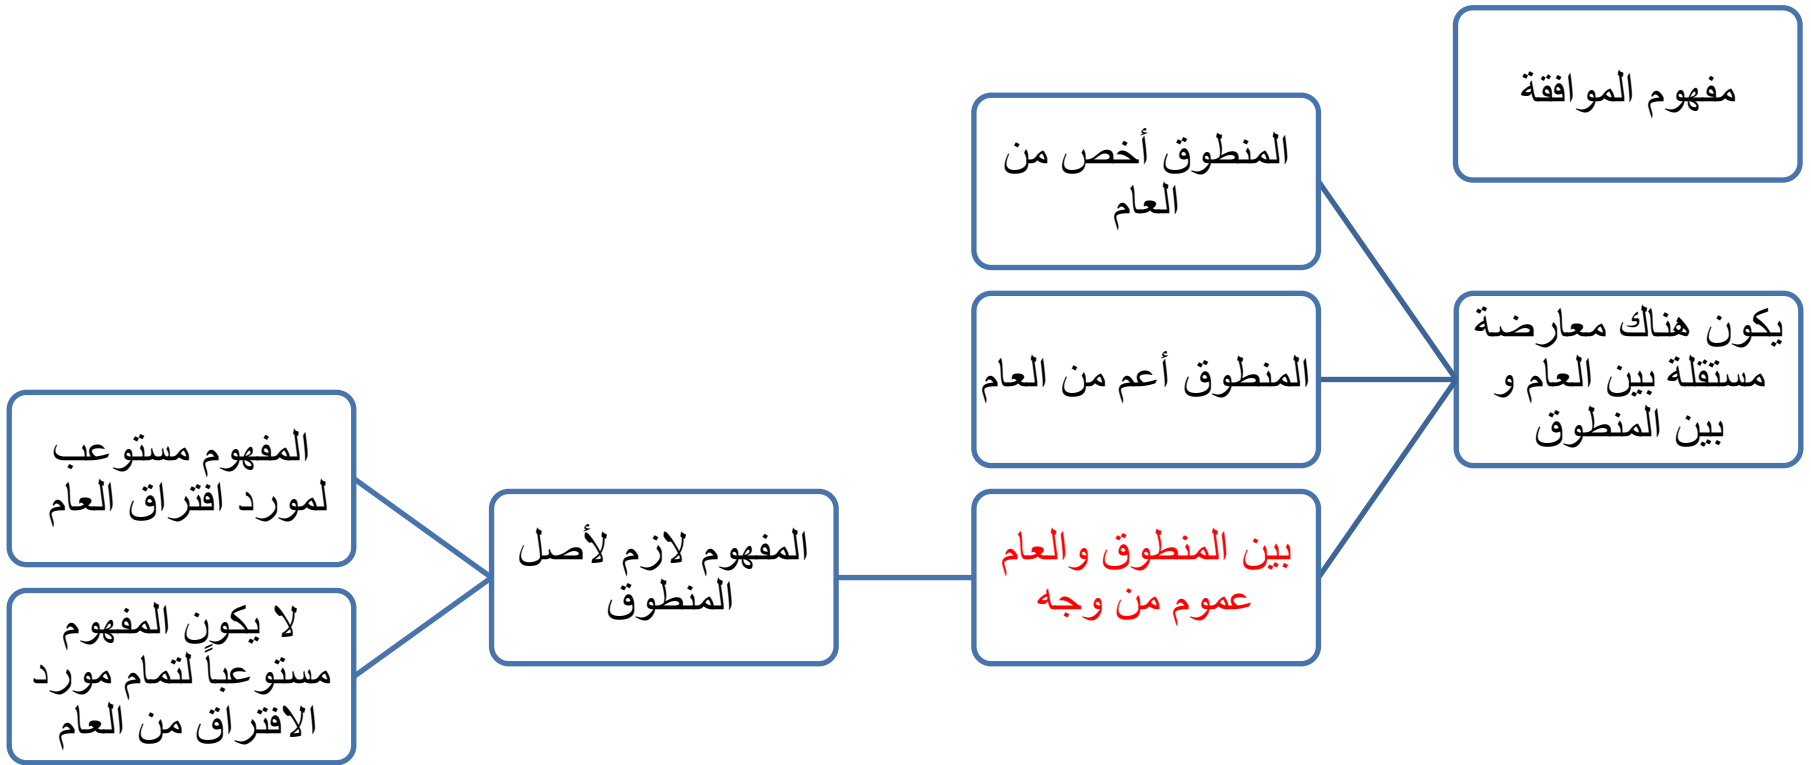 مفهوم الموافقة
يكون هناك معارضة
مستقلة بين العام و
بين المنطوق
المنطوق أخص من
العام
المنطوق أعم من العام
بين المنطوق والعام
عموم من وجه
المفهوم لازم لأصل
المنطوق
المفهوم مستوعب
لمورد افتراق العام
لا يكون المفهوم
مستوعباً لتمام مورد
الافتراق من العام